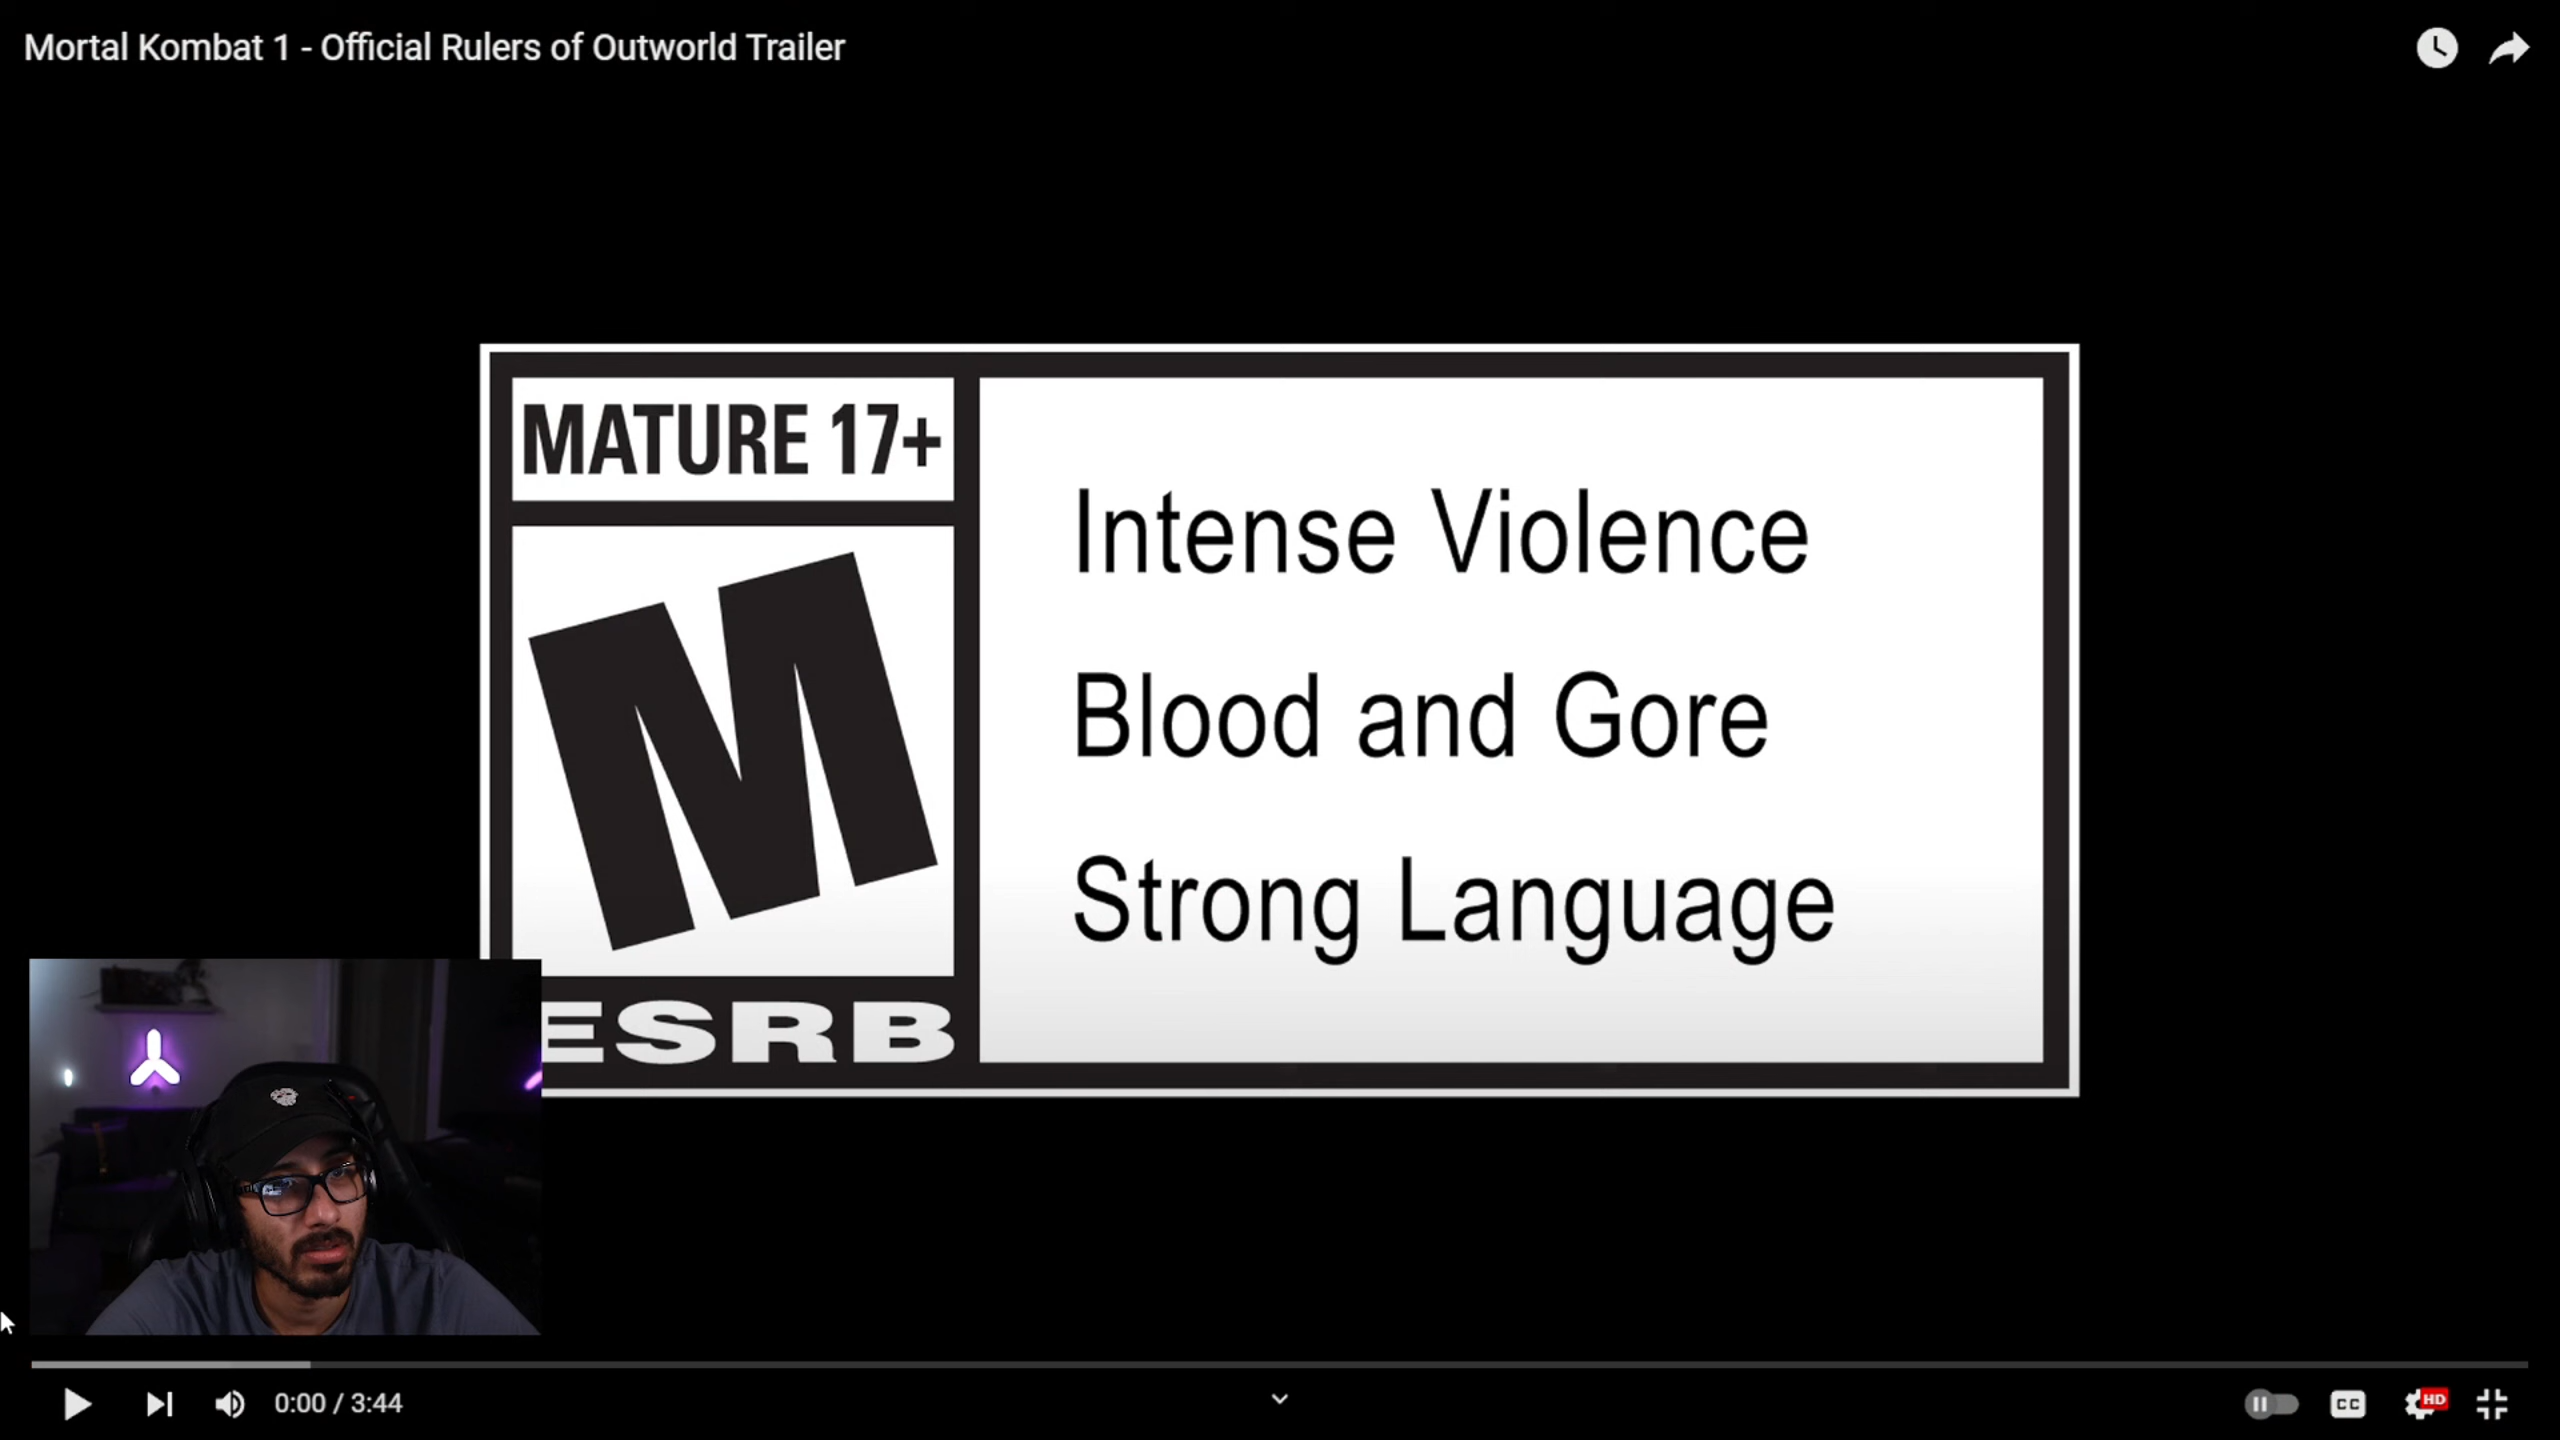 Mortal Kombat 1 - Official Rulers of Outworld Trailer
MATURE 17+
M
ESRB
Intense Violence
Blood and Gore
Strong Language
0:00 / 3:44
CC
HD